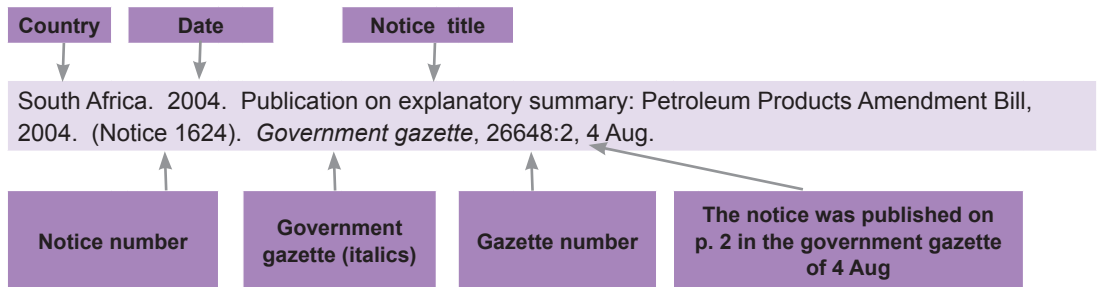 Country Date Notice title
South Africa. 2004. Publication on explanatory summary: Petroleum Products Amendment Bill,
2004. (Notice 1624). Government gazette, 26648:2, 4 Aug.
Notice number
Government
gazette (italics)
Gazette number
The notice was published on
p. 2 in the government gazette
of 4 Aug